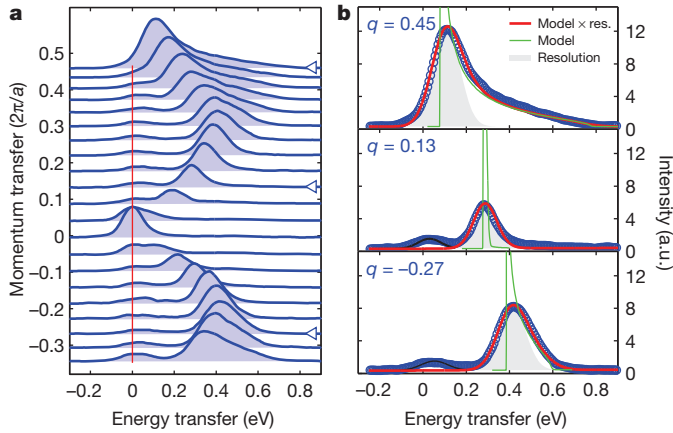 a
Momentum transfer (2π/a)
0.5
0.3
0.2
0.1
0
−0.1
−0.2
−0.3
−0.2 0 0.2 0.4 0.6 0.8
Energy transfer (eV)
b
q = 0.45
Model × res.
Model
Resolution
12
8
4
0
q = 0.13
12
8
4
0
q = −0.27
12
8
4
0
Intensity (a.u.)
−0.2 0 0.2 0.4 0.6 0.8
Energy transfer (eV)